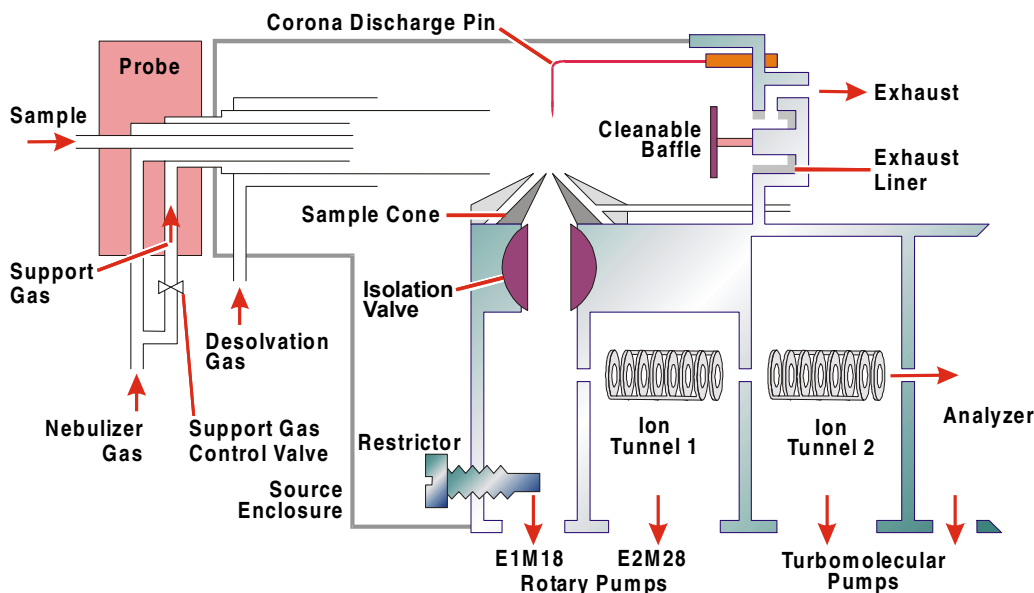 Corona Discharge Pin
Probe
Sample
Exhaust
Cleanable
Baffle
Exhaust
Liner
Sample Cone
Support
Gas
Isolation
Valve
Desolvation
Gas
Nebulizer
Gas
Support Gas
Control Valve
Restrictor
Ion
Tunnel 1
Ion
Tunnel 2
Analyzer
Source
Enclosure
E1M18
E2M28
Rotary Pumps
Turbomolecular
Pumps